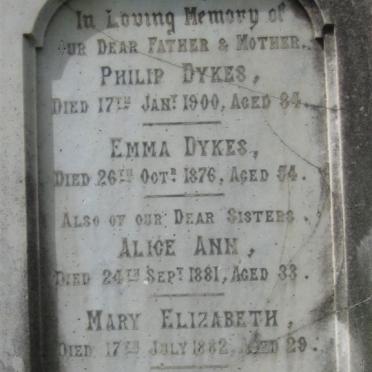 In Loving Memory of
OUR DEAR FATHER & MOTHER.
PHILIP DYKES,
DIED 17TH JANY 1900, AGED 84.
EMMA DYKES,
DIED 26TH OCTR 1876, AGED 54.
ALSO OF OUR DEAR SISTERS.
ALICE ANN,
DIED 24TH SEPT 1881, AGED 33.
MARY ELIZABETH,
DIED 17TH JULY 1882, AGED 29.